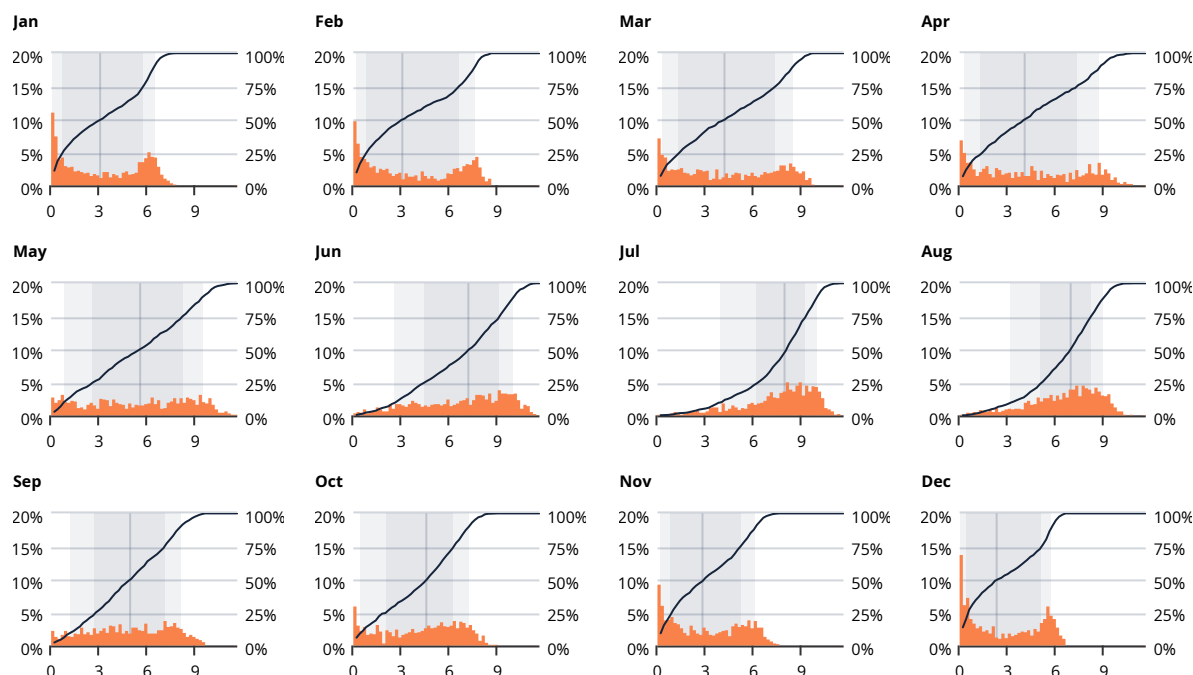 Jan Feb Mar Apr
20% 100% 20% 100% 20% 100% 20% 100%
15% 75% 15% 75% 15% 75% 15% 75%
10% 50% 10% 50% 10% 50% 10% 50%
5% 25% 5% 25% 5% 25% 5% 25%
0% 0% 0% 0% 0% 0% 0% 0%
0 3 6 9 0 3 6 9 0 3 6 9 0 3 6 9
May Jun Jul Aug
20% 100% 20% 100% 20% 100% 20% 100%
15% 75% 15% 75% 15% 75% 15% 75%
10% 50% 10% 50% 10% 50% 10% 50%
5% 25% 5% 25% 5% 25% 5% 25%
0% 0% 0% 0% 0% 0% 0% 0%
0 3 6 9 0 3 6 9 0 3 6 9 0 3 6 9
Sep Oct Nov Dec
20% 100% 20% 100% 20% 100% 20% 100%
15% 75% 15% 75% 15% 75% 15% 75%
10% 50% 10% 50% 10% 50% 10% 50%
5% 25% 5% 25% 5% 25% 5% 25%
0% 0% 0% 0% 0% 0% 0% 0%
0 3 6 9 0 3 6 9 0 3 6 9 0 3 6 9